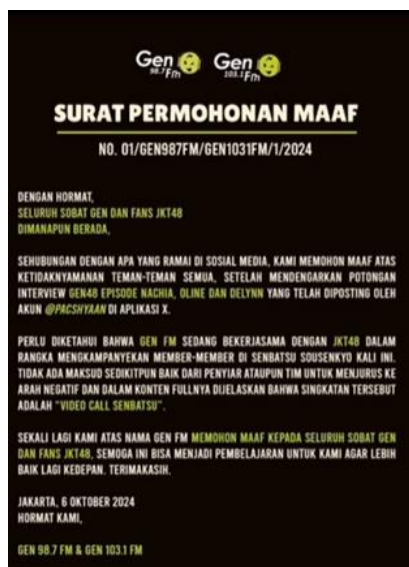 Gen 98.7 Fm Gen 103.1 Fm
SURAT PERMOHONAN MAAF
NO. 01/GEN987FM/GEN1031FM/1/2024
DENGAN HORMAT,
SELURUH SOBAT GEN DAN FANS JKT48
DIMANAPUN BERADA,
SEHUBUNGAN DENGAN APA YANG RAMAI DI SOSIAL MEDIA, KAMI MEMOHON MAAF ATAS
KETIDAKNYAMANAN TEMAN-TEMAN SEMUA, SETELAH MENDENGARKAN POTONGAN
INTERVIEW GEN48 EPISODE NACHIA, OLINE DAN DELYNN YANG TELAH DIPOSTING OLEH
AKUN @PACSHYAAN DI APLIKASI X.
PERLU DIKETAHUI BAHWA GEN FM SEDANG BEKERJASAMA DENGAN JKT48 DALAM
RANGKA MENGKAMPANYEKAN MEMBER-MEMBER DI SENBATSU SOUSENKYO KALI INI.
TIDAK ADA MAKSUD SEDIKITPUN BAIK DARI PENYIAR ATAUPUN TIM UNTUK MENJURUS KE
ARAH NEGATIF DAN DALAM KONTEN FULLNYA DIJELASKAN BAHWA SINGKATAN TERSEBUT
ADALAH "VIDEO CALL SENBATSU".
SEKALI LAGI KAMI ATAS NAMA GEN FM MEMOHON MAAF KEPADA SELURUH SOBAT GEN
DAN FANS JKT48, SEMOGA INI BISA MENJADI PEMBELAJARAN UNTUK KAMI AGAR LEBIH
BAIK LAGI KEDEPAN. TERIMAKASIH.
JAKARTA, 6 OKTOBER 2024
HORMAT KAMI,
GEN 98.7 FM & GEN 103.1 FM